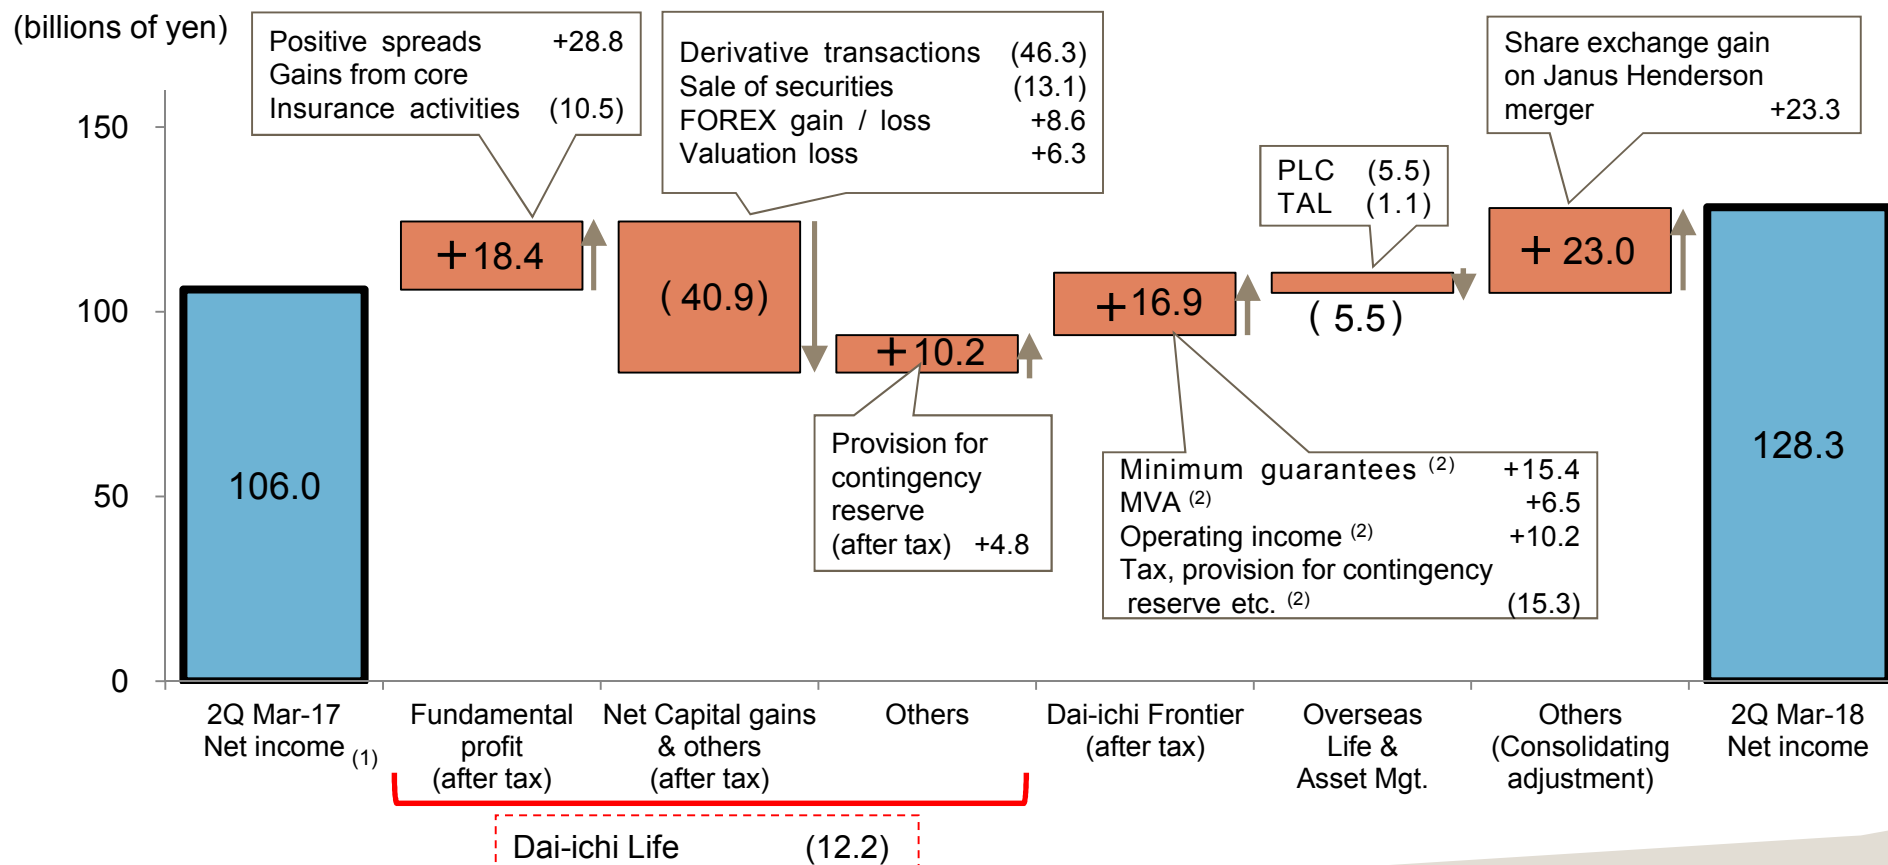 (billions of yen)
Positive spreads +28.8
Gains from core
Insurance activities (10.5)
Derivative transactions (46.3)
Sale of securities (13.1)
FOREX gain / loss +8.6
Valuation loss +6.3
Share exchange gain
on Janus Henderson
merger +23.3
PLC (5.5)
TAL (1.1)
150
100
50
0
106.0
+18.4
(40.9)
+10.2
+16.9
(5.5)
+23.0
128.3
Provision for
contingency
reserve
(after tax) +4.8
Minimum guarantees (2) +15.4
MVA (2) +6.5
Operating income (2) +10.2
Tax, provision for contingency
reserve etc. (2) (15.3)
2Q Mar-17
Net income (1)
Fundamental
profit
(after tax)
Net Capital gains
& others
(after tax)
Others
Dai-ichi Frontier
(after tax)
Overseas
Life &
Asset Mgt.
Others
(Consolidating
adjustment)
2Q Mar-18
Net income
Dai-ichi Life (12.2)